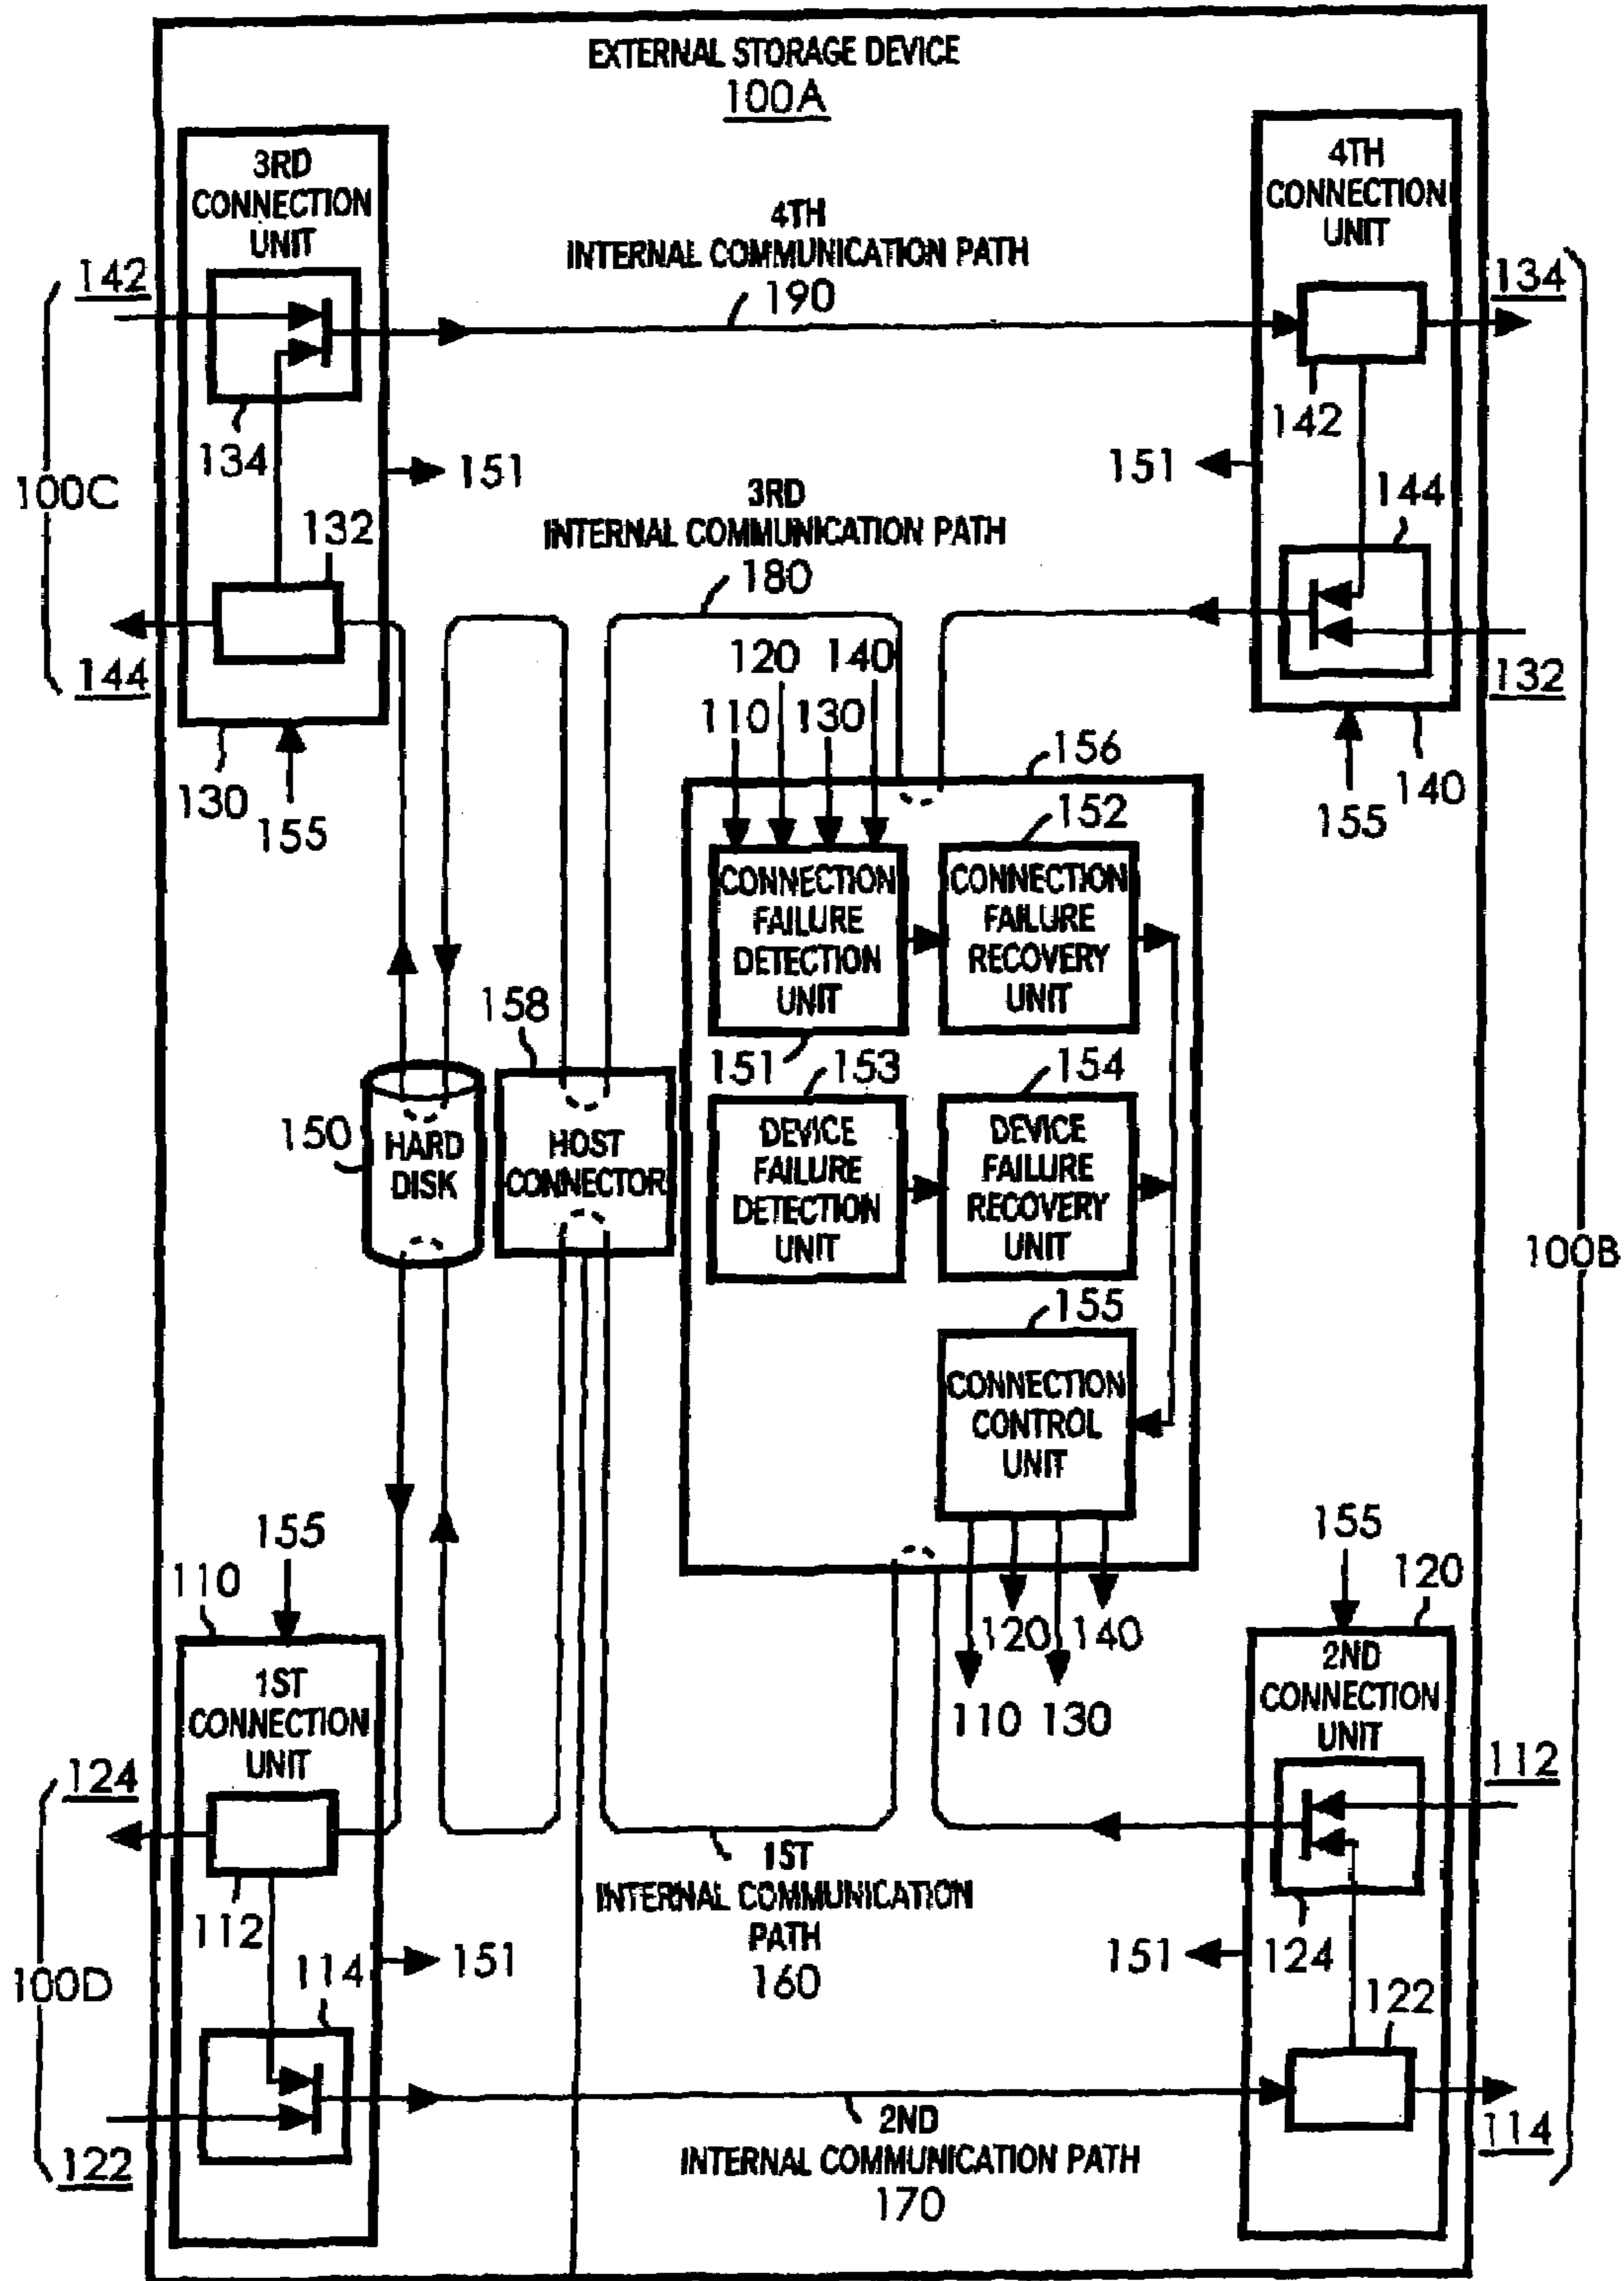 EXTERNAL STORAGE DEVICE
100A
3RD
CONNECTION
UNIT
4TH
CONNECTION
UNIT
4TH
INTERNAL COMMUNICATION PATH
190
142
134
134
142
100C
151
151
144
132
3RD
INTERNAL COMMUNICATION PATH
180
144
132
120
140
110
130
130
155
156
155
140
152
CONNECTION
FAILURE
DETECTION
UNIT
CONNECTION
FAILURE
RECOVERY
UNIT
158
151
153
154
150
HARD
DISK
HOST
CONNECTOR
DEVICE
FAILURE
DETECTION
UNIT
DEVICE
FAILURE
RECOVERY
UNIT
100B
155
CONNECTION
CONTROL
UNIT
155
110
155
120
120
140
110
130
1ST
CONNECTION
UNIT
2ND
CONNECTION
UNIT
124
112
112
1ST
INTERNAL COMMUNICATION
PATH
160
124
100D
151
151
114
122
122
2ND
INTERNAL COMMUNICATION PATH
170
114